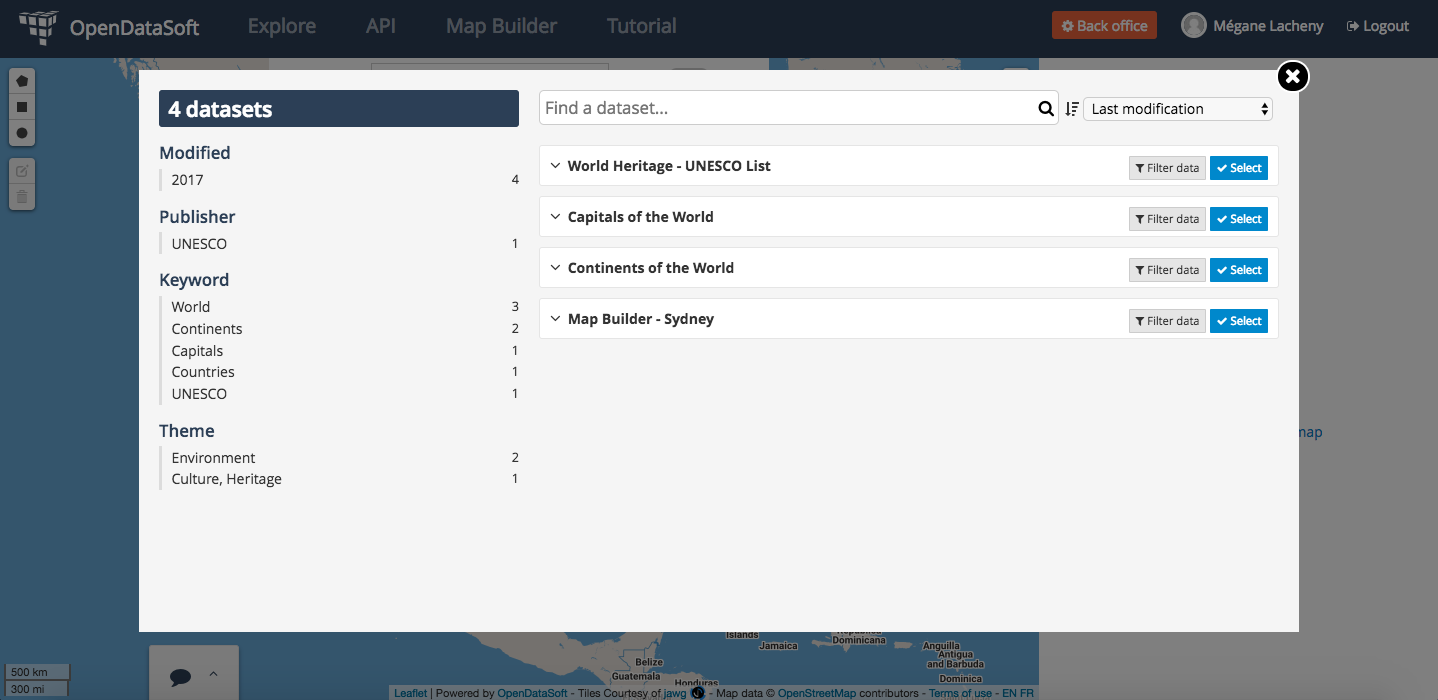 OpenDataSoft
Explore
API
Map Builder
Tutorial
Back office
Mégane Lacheny
Logout
4 datasets
Find a dataset...
Last modification
Modified
2017 4
Publisher
UNESCO 1
Keyword
World 3
Continents 2
Capitals 1
Countries 1
UNESCO 1
Theme
Environment 2
Culture, Heritage 1
World Heritage - UNESCO List
Filter data
Select
Capitals of the World
Filter data
Select
Continents of the World
Filter data
Select
Map Builder - Sydney
Filter data
Select
map
Islands
Jamaica
Dominicana
Belize
Guatemala
Honduras
Anguilla
Antigua
and Barbuda
Dominica
500 km
300 mi
Leaflet | Powered by OpenDataSoft - Tiles Courtesy of jawg - Map data © OpenStreetMap contributors - Terms of use - EN FR